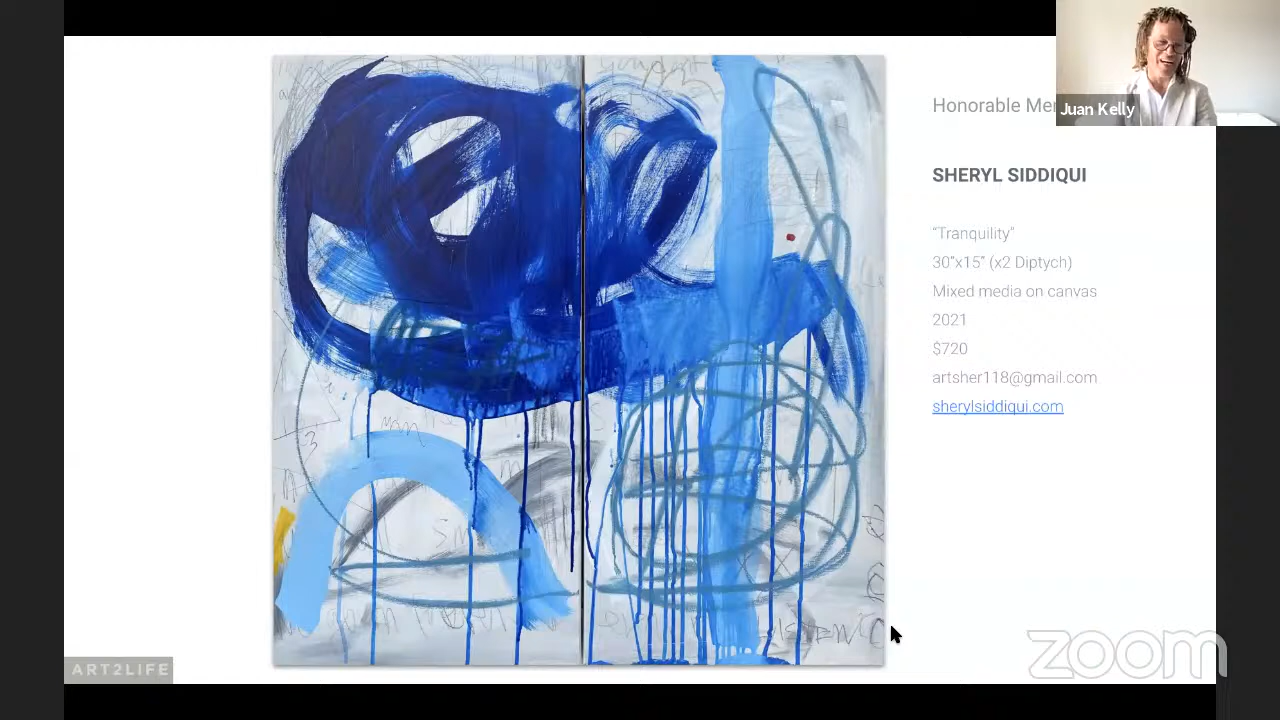 Honorable Me
Juan Kelly
SHERYL SIDDIQUI
“Tranquility”
30”x15” (x2 Diptych)
Mixed media on canvas
2021
$720
artsher118@gmail.com
sherylsiddiqui.com
ART2LIFE
zoom